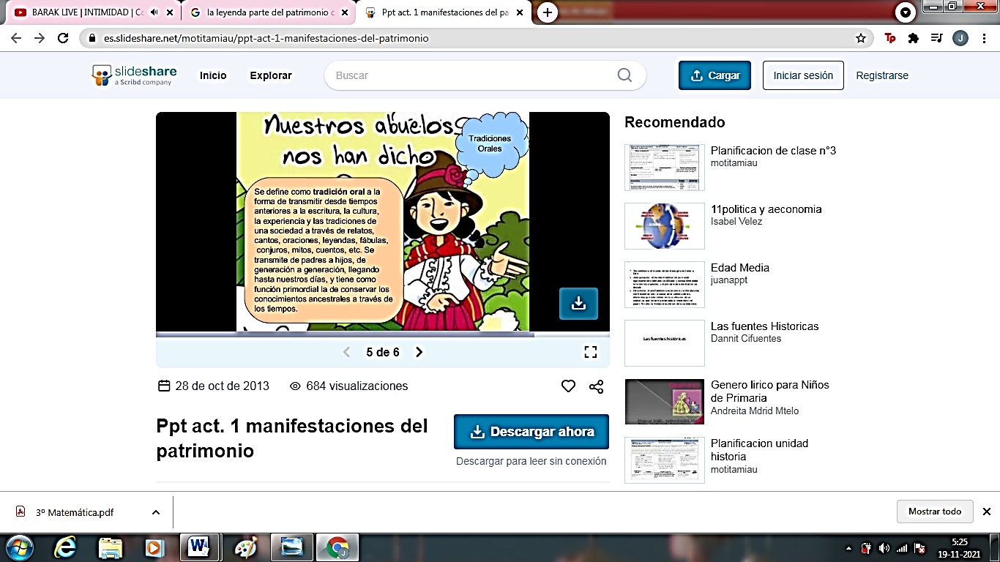 BARAK LIVE | INTIMIDAD | Co
la leyenda parte del patrimonio c
Ppt act. 1 manifestaciones del pa
es.slideshare.net/motitamiau/ppt-act-1-manifestaciones-del-patrimonio
J
slideshare
a Scribd company
Inicio
Explorar
Buscar
Cargar
Iniciar sesión
Registrarse
Nuestros abuelos
nos han dicho
Tradiciones
Orales
Se define como tradición oral a la
forma de transmitir desde tiempos
anteriores a la escritura, la cultura,
la experiencia y las tradiciones de
una sociedad a través de relatos,
cantos, oraciones, leyendas, fábulas,
conjuros, mitos, cuentos, etc. Se
transmite de padres a hijos, de
generación a generación, llegando
hasta nuestros días, y tiene como
función primordial la de conservar los
conocimientos ancestrales a través de
los tiempos.
5 de 6
28 de oct de 2013
684 visualizaciones
Ppt act. 1 manifestaciones del
patrimonio
Descargar ahora
Descargar para leer sin conexión
Recomendado
Planificacion de clase n°3
motitamiau
11politica y aeconomia
Isabel Velez
Edad Media
juanappt
Las fuentes históricas
Las fuentes Historicas
Dannit Cifuentes
Genero lirico para Niños
de Primaria
Andreita Mdrid Mtelo
Planificacion unidad
historia
motitamiau
3º Matemática.pdf
Mostrar todo
5:25
19-11-2021